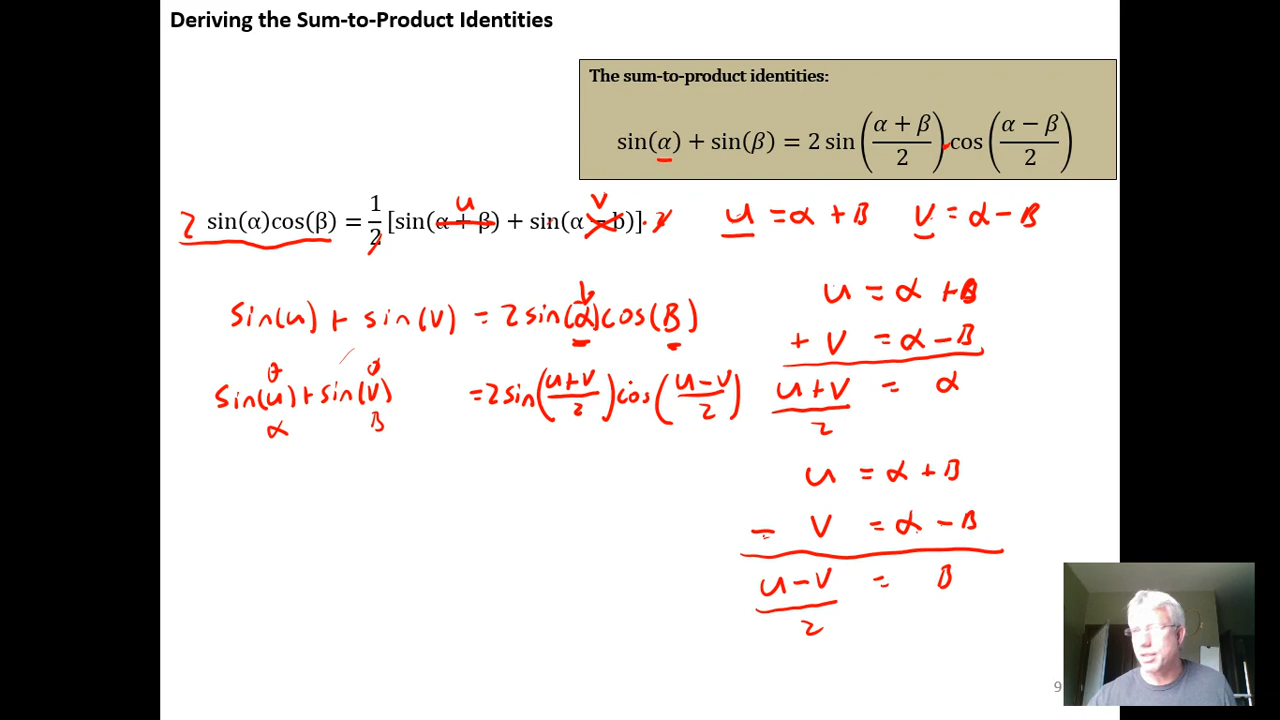 Deriving the Sum-to-Product Identities
The sum-to-product identities:
sin(α) + sin(β) = 2 sin((α + β)/2) cos((α − β)/2)
u v
2 sin(α)cos(β) = 1/2 [sin(α + β) + sin(α − b)] · 2
u = α + β v = α − β
u = α + β
sin(u) + sin(v) = 2 sin(α) cos(β)
+ v = α − β
(u+v)/2 = α
θ φ
sin(u) + sin(v) = 2 sin((u+v)/2) cos((u−v)/2)
α β
u = α + β
− v = α − β
(u−v)/2 = β
9